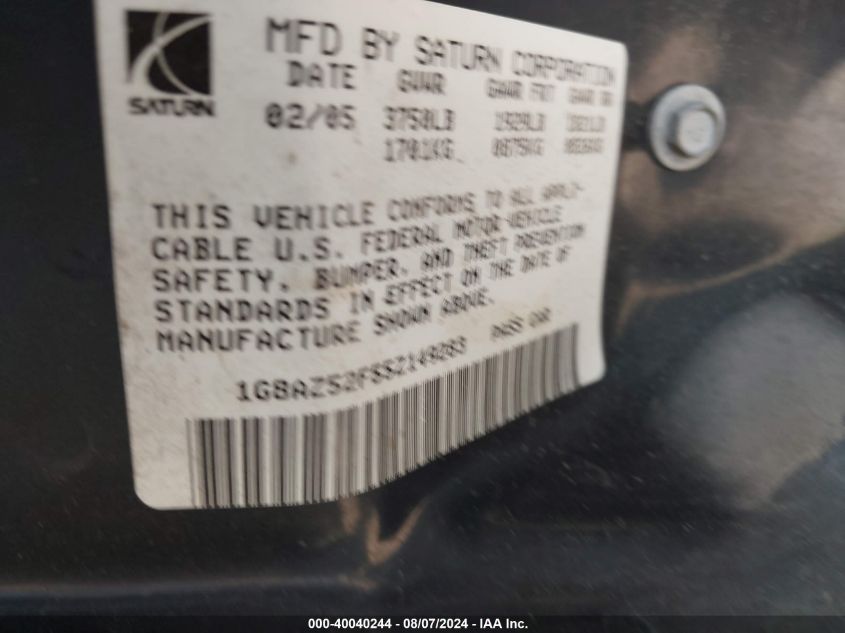 MFD BY SATURN CORPORATION
DATE GVWR GAWR FRT GAWR RR
SATURN 02/05 3750LB 1929LB 1821LB
1701KG 0875KG 0826KG
THIS VEHICLE CONFORMS TO ALL APPLI-
CABLE U.S. FEDERAL MOTOR-VEHICLE
SAFETY, BUMPER, AND THEFT PREVENTION
STANDARDS IN EFFECT ON THE DATE OF
MANUFACTURE SHOWN ABOVE.
1G8AZ52F55Z149263 PASS CAR
000-40040244 - 08/07/2024 - IAA Inc.